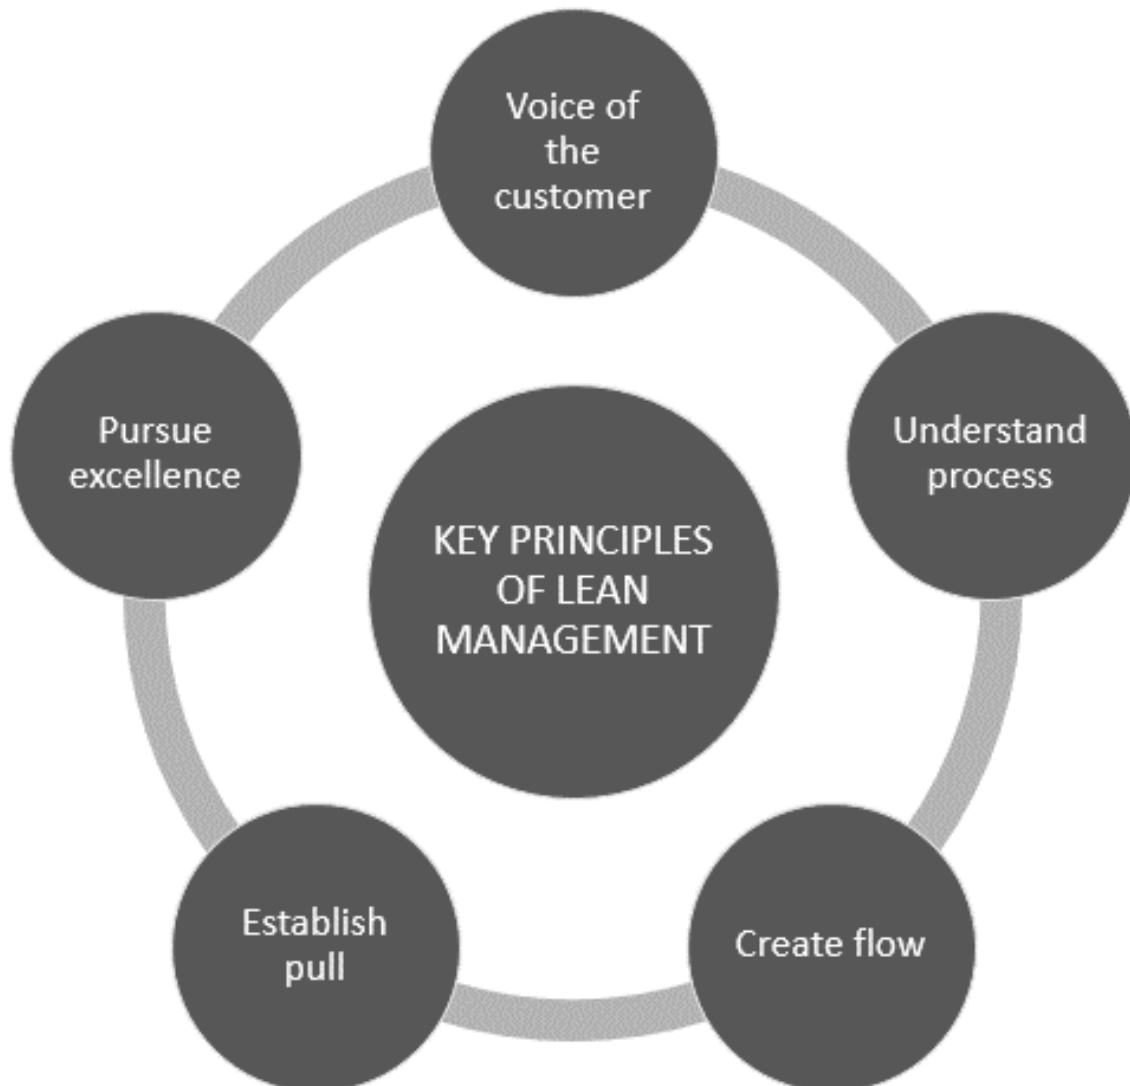 Voice of
the
customer
Understand
process
Create flow
Establish
pull
Pursue
excellence
KEY PRINCIPLES
OF LEAN
MANAGEMENT